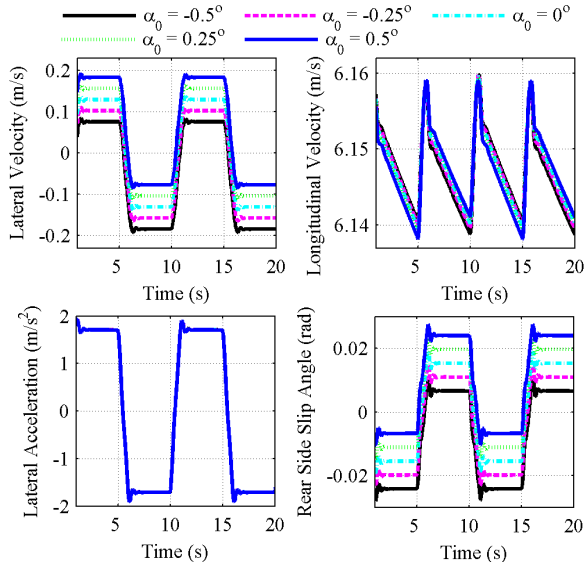 α₀ = -0.5° α₀ = -0.25° α₀ = 0°
α₀ = 0.25° α₀ = 0.5°
Lateral Velocity (m/s)
0.2
0.1
0
-0.1
-0.2
5 10 15 20
Time (s)
Longitudinal Velocity (m/s)
6.16
6.15
6.14
5 10 15 20
Time (s)
Lateral Acceleration (m/s²)
2
1
0
-1
-2
5 10 15 20
Time (s)
Rear Side Slip Angle (rad)
0.02
0
-0.02
5 10 15 20
Time (s)